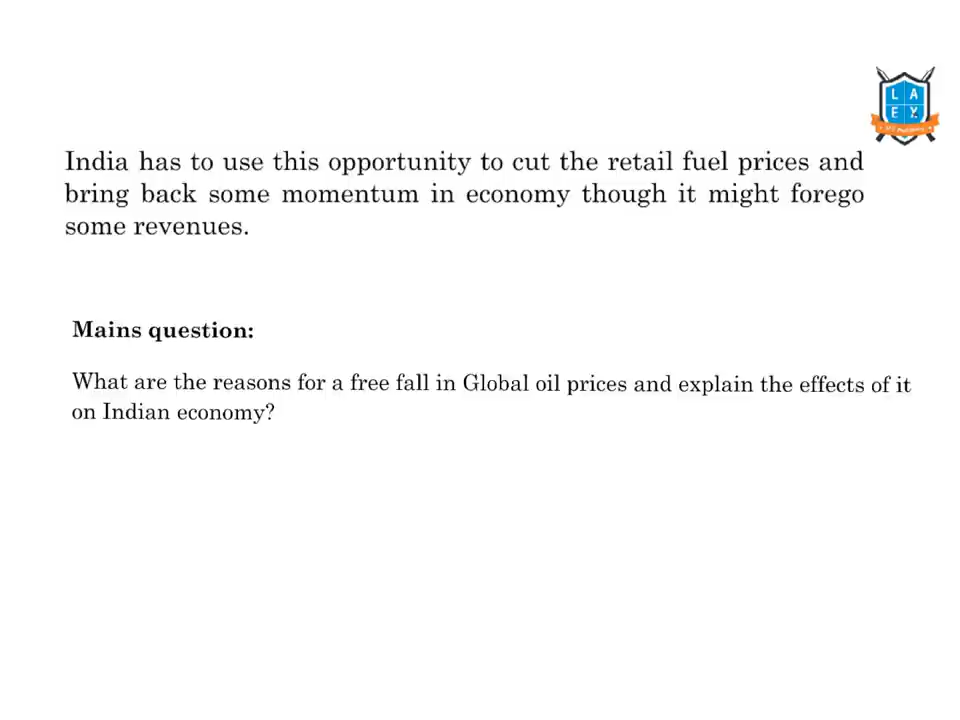 L A
E X
India has to use this opportunity to cut the retail fuel prices and
bring back some momentum in economy though it might forego
some revenues.
Mains question:
What are the reasons for a free fall in Global oil prices and explain the effects of it
on Indian economy?